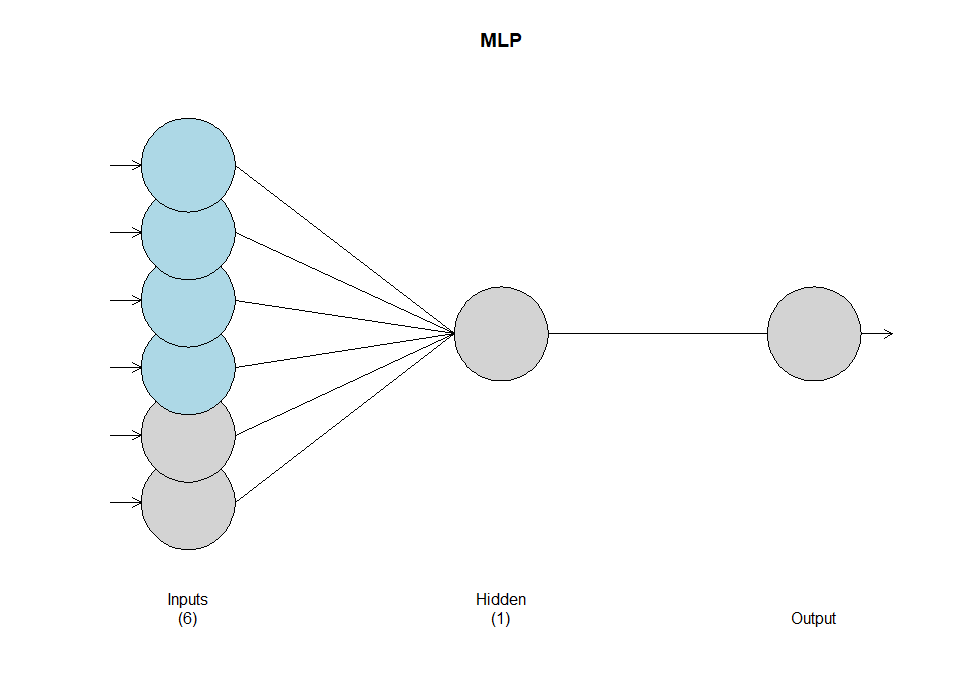 MLP
Inputs
(6)
Hidden
(1)
Output